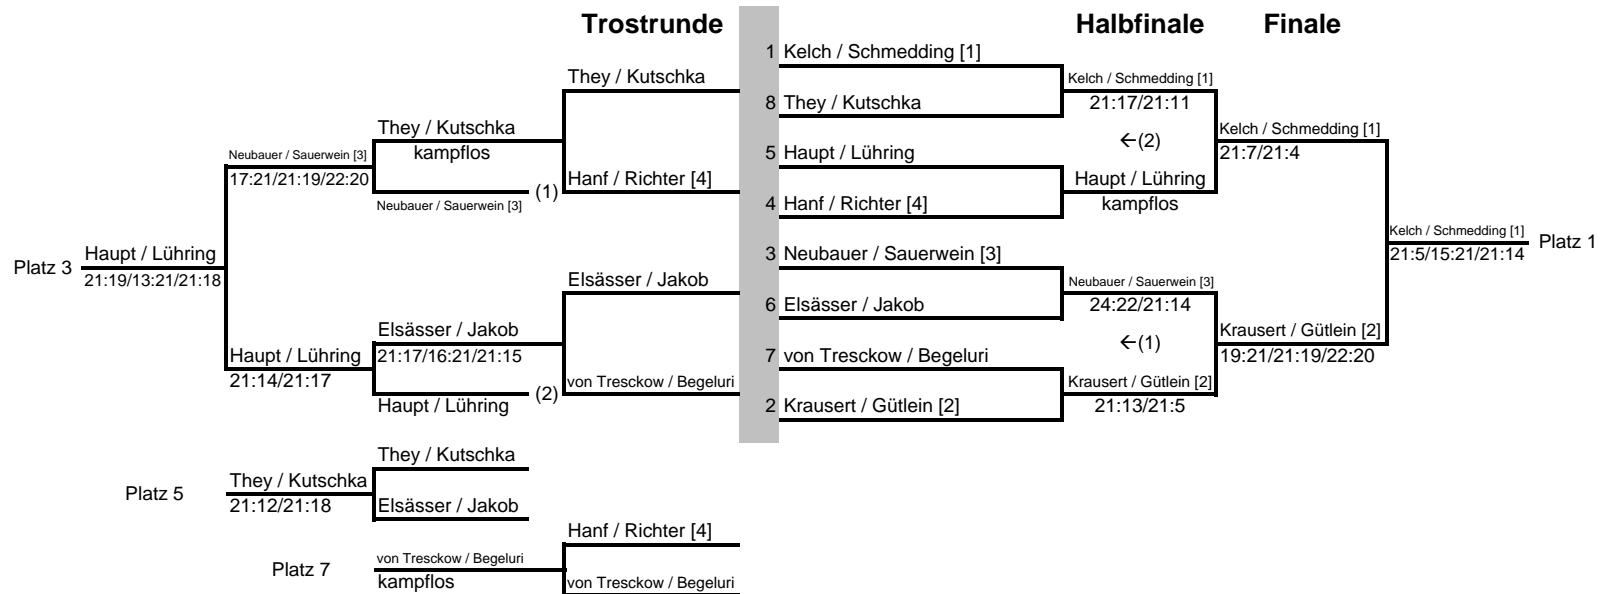 Trostrunde
Halbfinale
Finale
1 Kelch / Schmedding [1]
They / Kutschka
Kelch / Schmedding [1]
8 They / Kutschka
21:17/21:11
They / Kutschka
Kelch / Schmedding [1]
←(2)
kampflos
5 Haupt / Lühring
21:7/21:4
Neubauer / Sauerwein [3]
17:21/21:19/22:20
Hanf / Richter [4]
Haupt / Lühring
(1)
Neubauer / Sauerwein [3]
4 Hanf / Richter [4]
kampflos
Kelch / Schmedding [1]
Platz 1
Haupt / Lühring
3 Neubauer / Sauerwein [3]
21:5/15:21/21:14
Platz 3
21:19/13:21/21:18
Elsässer / Jakob
Neubauer / Sauerwein [3]
6 Elsässer / Jakob
24:22/21:14
Elsässer / Jakob
Krausert / Gütlein [2]
←(1)
Haupt / Lühring
21:17/16:21/21:15
7 von Tresckow / Begeluri
19:21/21:19/22:20
21:14/21:17
von Tresckow / Begeluri
Krausert / Gütlein [2]
(2)
Haupt / Lühring
2 Krausert / Gütlein [2]
21:13/21:5
They / Kutschka
They / Kutschka
Platz 5
21:12/21:18
Elsässer / Jakob
Hanf / Richter [4]
von Tresckow / Begeluri
Platz 7
kampflos
von Tresckow / Begeluri